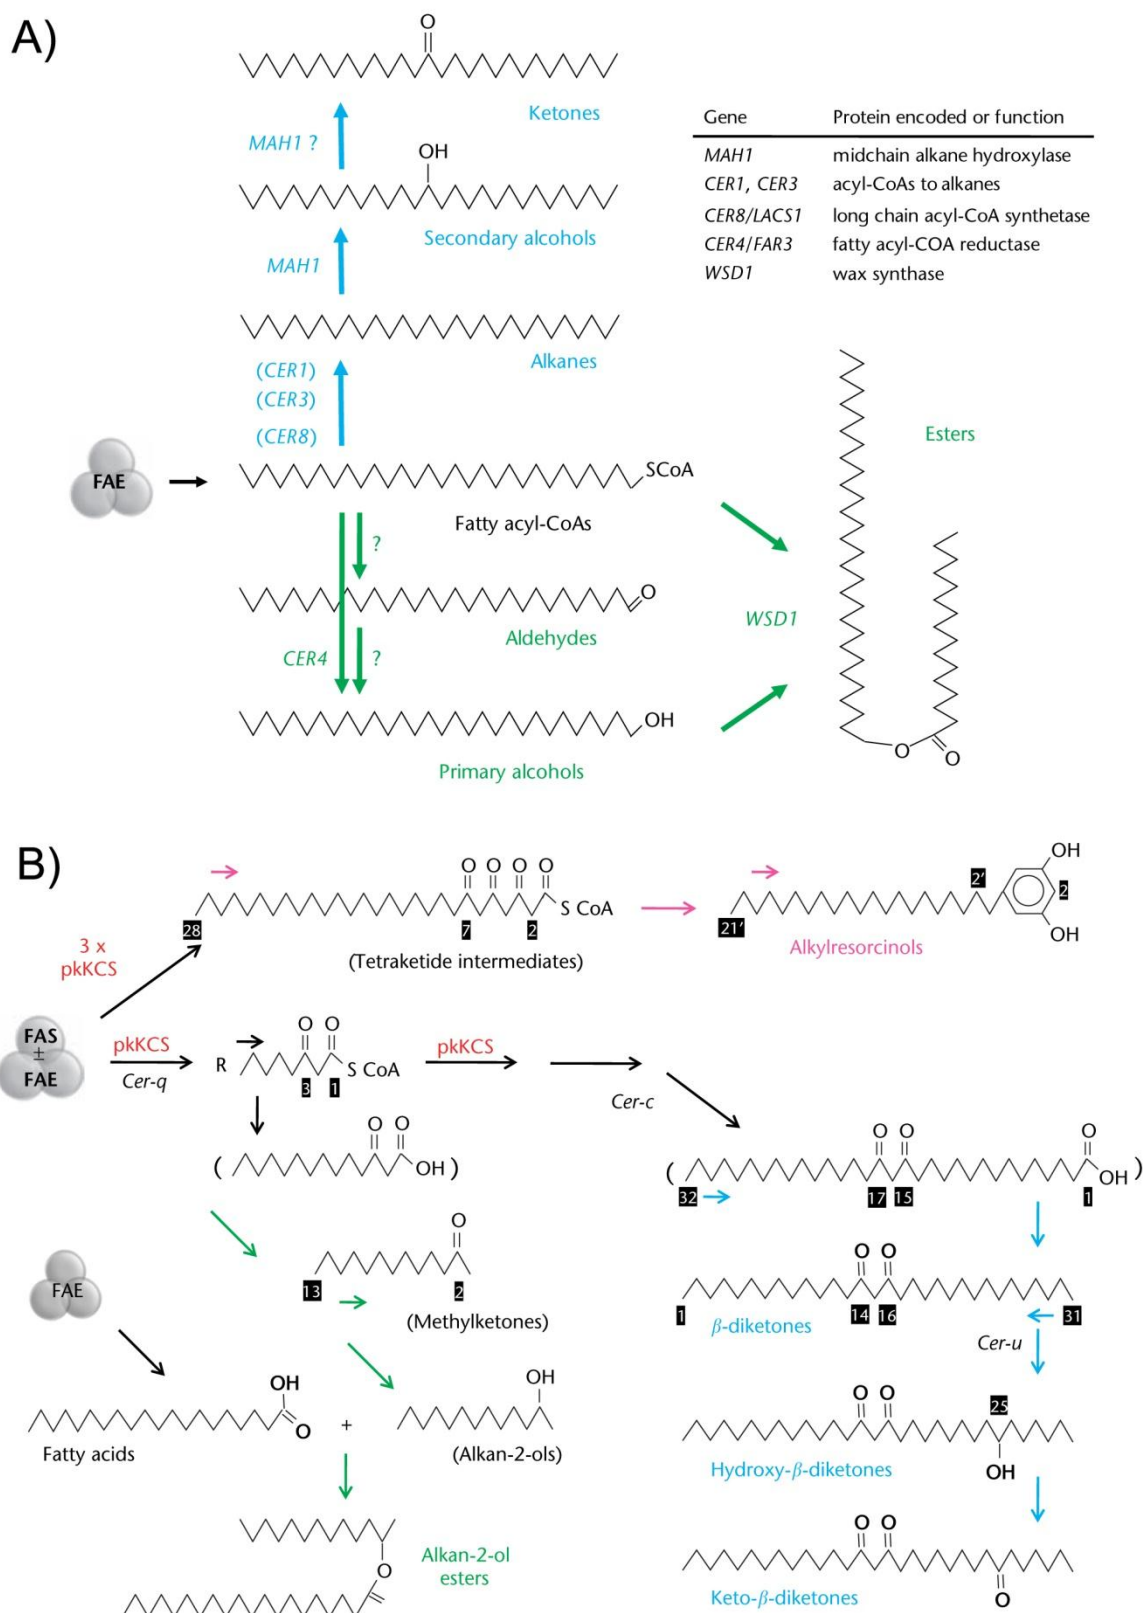 A)
O
Ketones
MAH1 ?
OH
Secondary alcohols
MAH1
Alkanes
(CER1)
(CER3)
(CER8)
FAE
SCoA
Fatty acyl-CoAs
?
O
Aldehydes
CER4
?
OH
Primary alcohols
Gene Protein encoded or function
MAH1 midchain alkane hydroxylase
CER1, CER3 acyl-CoAs to alkanes
CER8/LACS1 long chain acyl-CoA synthetase
CER4/FAR3 fatty acyl-COA reductase
WSD1 wax synthase
Esters
WSD1
O
O
B)
O O O O
S CoA
28 7 2
(Tetraketide intermediates)
3 x
pkKCS
OH
2' 2
21'
OH
Alkylresorcinols
FAS
±
FAE
pkKCS
Cer-q
O O
R S CoA
3 1
pkKCS
Cer-c
O O
( OH )
O O O
( OH )
32 17 15 1
O
13 2
(Methylketones)
FAE
O O
1 14 16 31
β-diketones
Cer-u
OH
O
Fatty acids
+
OH
(Alkan-2-ols)
O O
25
OH
Hydroxy-β-diketones
O
Alkan-2-ol
esters
O O
O
Keto-β-diketones